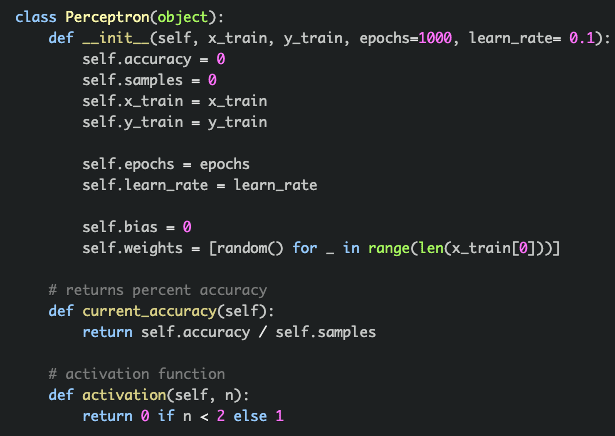 class Perceptron(object):
    def __init__(self, x_train, y_train, epochs=1000, learn_rate= 0.1):
        self.accuracy = 0
        self.samples = 0
        self.x_train = x_train
        self.y_train = y_train

        self.epochs = epochs
        self.learn_rate = learn_rate

        self.bias = 0
        self.weights = [random() for _ in range(len(x_train[0]))]

    # returns percent accuracy
    def current_accuracy(self):
        return self.accuracy / self.samples

    # activation function
    def activation(self, n):
        return 0 if n < 2 else 1